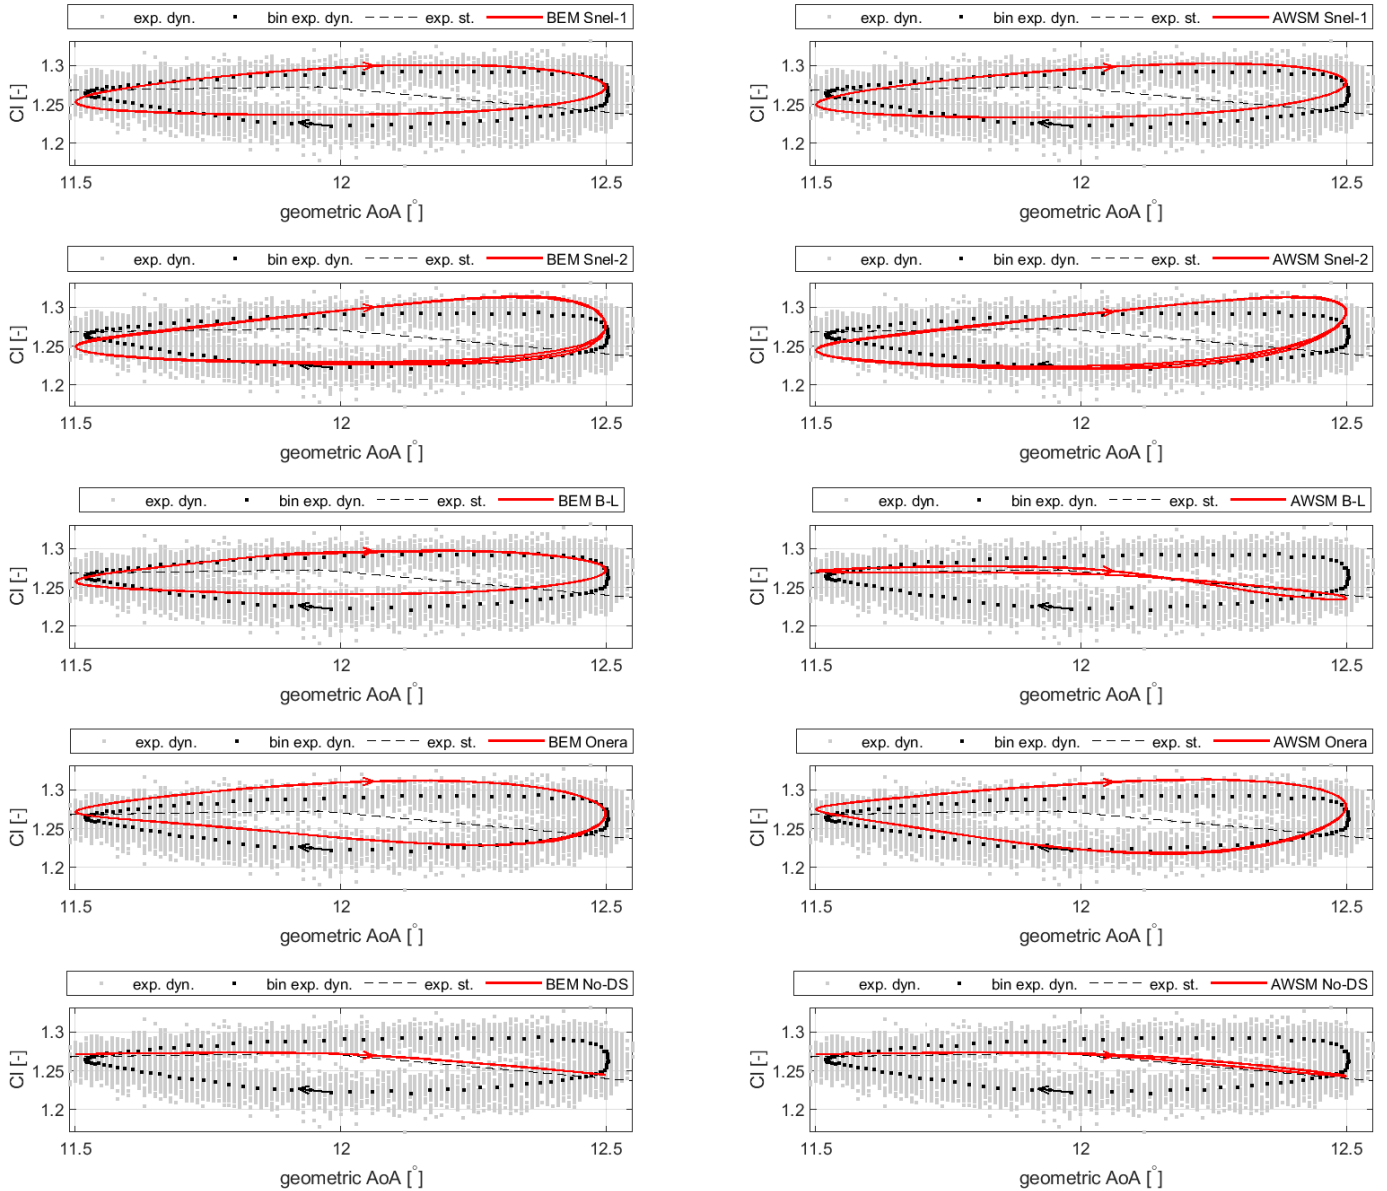 exp. dyn. bin exp. dyn. exp. st. BEM Snel-1
Cl [-]
1.3
1.25
1.2
11.5 12 12.5
geometric AoA [°]
exp. dyn. bin exp. dyn. exp. st. AWSM Snel-1
Cl [-]
1.3
1.25
1.2
11.5 12 12.5
geometric AoA [°]
exp. dyn. bin exp. dyn. exp. st. BEM Snel-2
Cl [-]
1.3
1.25
1.2
11.5 12 12.5
geometric AoA [°]
exp. dyn. bin exp. dyn. exp. st. AWSM Snel-2
Cl [-]
1.3
1.25
1.2
11.5 12 12.5
geometric AoA [°]
exp. dyn. bin exp. dyn. exp. st. BEM B-L
Cl [-]
1.3
1.25
1.2
11.5 12 12.5
geometric AoA [°]
exp. dyn. bin exp. dyn. exp. st. AWSM B-L
Cl [-]
1.3
1.25
1.2
11.5 12 12.5
geometric AoA [°]
exp. dyn. bin exp. dyn. exp. st. BEM Onera
Cl [-]
1.3
1.25
1.2
11.5 12 12.5
geometric AoA [°]
exp. dyn. bin exp. dyn. exp. st. AWSM Onera
Cl [-]
1.3
1.25
1.2
11.5 12 12.5
geometric AoA [°]
exp. dyn. bin exp. dyn. exp. st. BEM No-DS
Cl [-]
1.3
1.25
1.2
11.5 12 12.5
geometric AoA [°]
exp. dyn. bin exp. dyn. exp. st. AWSM No-DS
Cl [-]
1.3
1.25
1.2
11.5 12 12.5
geometric AoA [°]